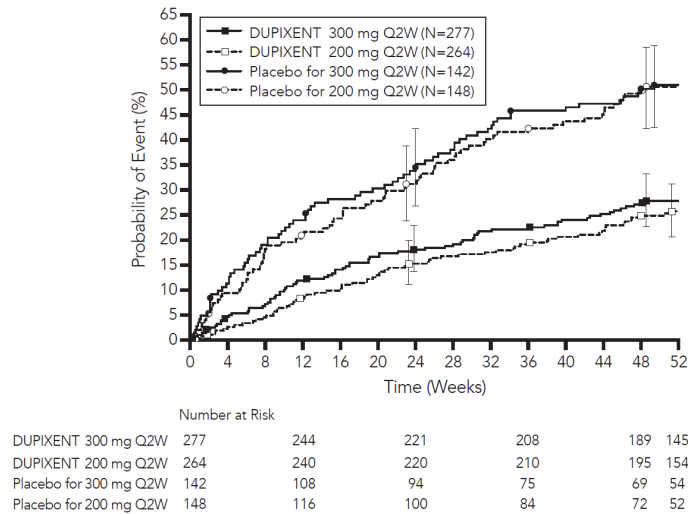 65
60
55
50
45
40
35
30
25
20
15
10
5
0
Probability of Event (%)
DUPIXENT 300 mg Q2W (N=277)
DUPIXENT 200 mg Q2W (N=264)
Placebo for 300 mg Q2W (N=142)
Placebo for 200 mg Q2W (N=148)
0 4 8 12 16 20 24 28 32 36 40 44 48 52
Time (Weeks)
Number at Risk
DUPIXENT 300 mg Q2W 277 244 221 208 189 145
DUPIXENT 200 mg Q2W 264 240 220 210 195 154
Placebo for 300 mg Q2W 142 108 94 75 69 54
Placebo for 200 mg Q2W 148 116 100 84 72 52